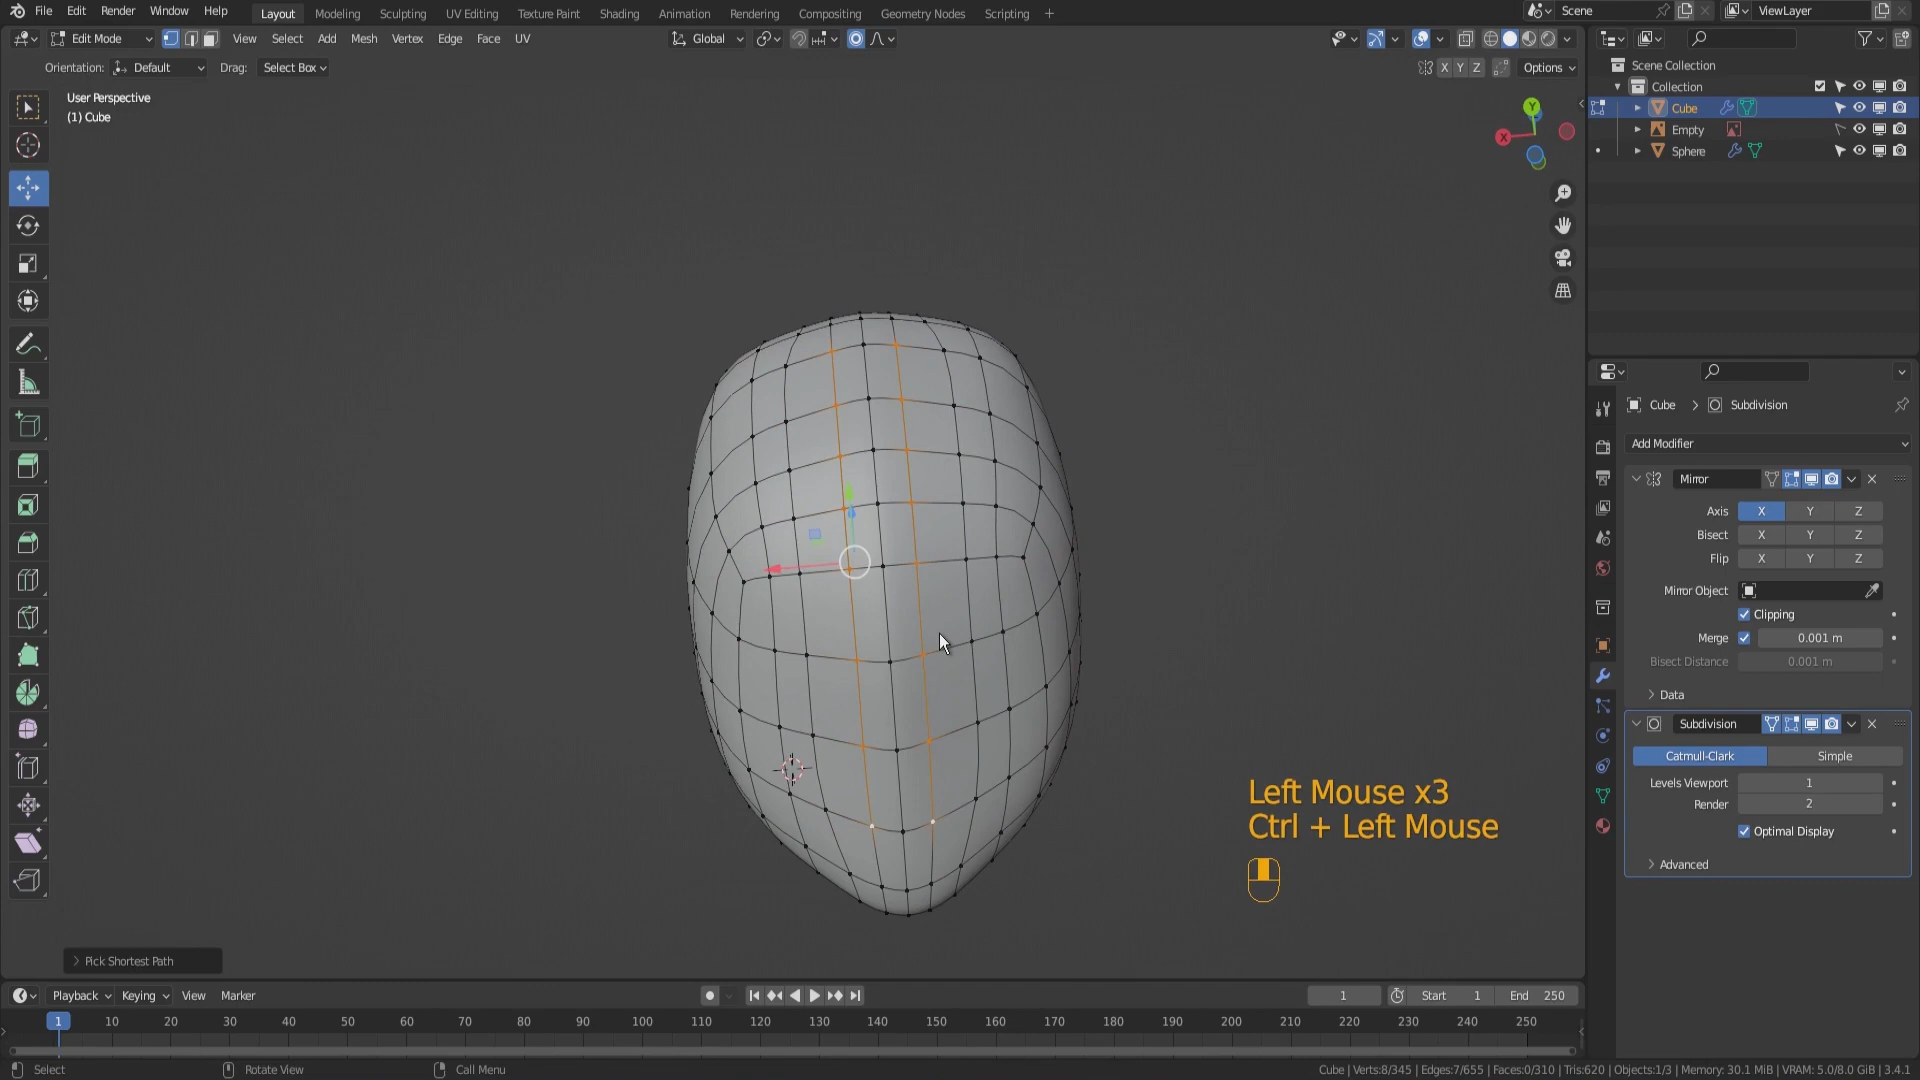 File Edit Render Window Help Layout Modeling Sculpting UV Editing Texture Paint Shading Animation Rendering Compositing Geometry Nodes Scripting + Scene ViewLayer
Edit Mode View Select Add Mesh Vertex Edge Face UV Global
Orientation: Default Drag: Select Box X Y Z Options
User Perspective
(1) Cube
Y
X
Scene Collection
Collection
Cube
Empty
Sphere
Cube > Subdivision
Add Modifier
Mirror
Axis X Y Z
Bisect X Y Z
Flip X Y Z
Mirror Object
Clipping
Merge 0.001 m
Bisect Distance 0.001 m
Data
Subdivision
Catmull-Clark Simple
Levels Viewport 1
Render 2
Optimal Display
Advanced
Left Mouse x3
Ctrl + Left Mouse
Pick Shortest Path
Playback Keying View Marker 1 Start 1 End 250
1 10 20 30 40 50 60 70 80 90 100 110 120 130 140 150 160 170 180 190 200 210 220 230 240 250
Select Rotate View Call Menu Cube | Verts:8/345 | Edges:7/655 | Faces:0/310 | Tris:620 | Objects:1/3 | Memory: 30.1 MiB | VRAM: 5.0/8.0 GiB | 3.4.1